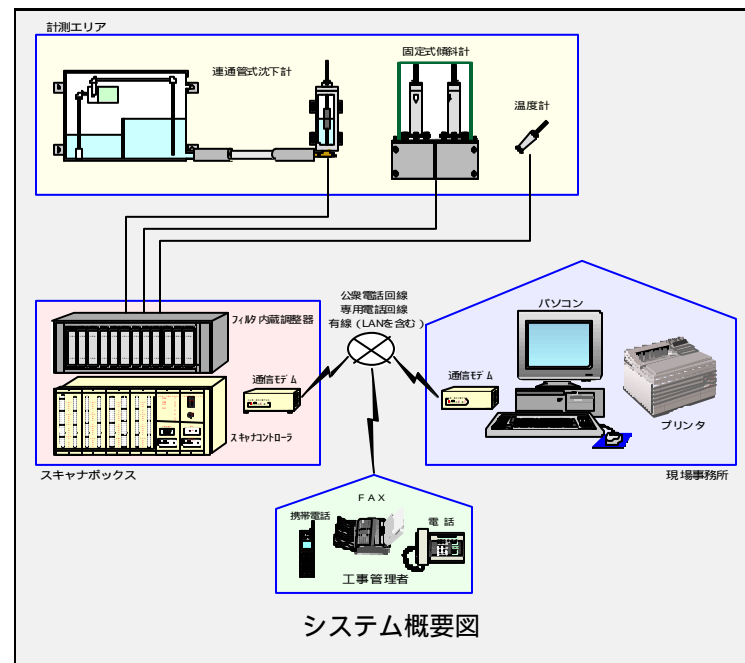 計測エリア
連通管式沈下計
固定式傾斜計
温度計
公衆電話回線
専用電話回線
有線（LANを含む）
フィルタ内蔵調整器
通信モデム
スキャナコントローラ
スキャナボックス
パソコン
通信モデム
プリンタ
現場事務所
ＦＡＸ
携帯電話
電 話
工事管理者
システム概要図